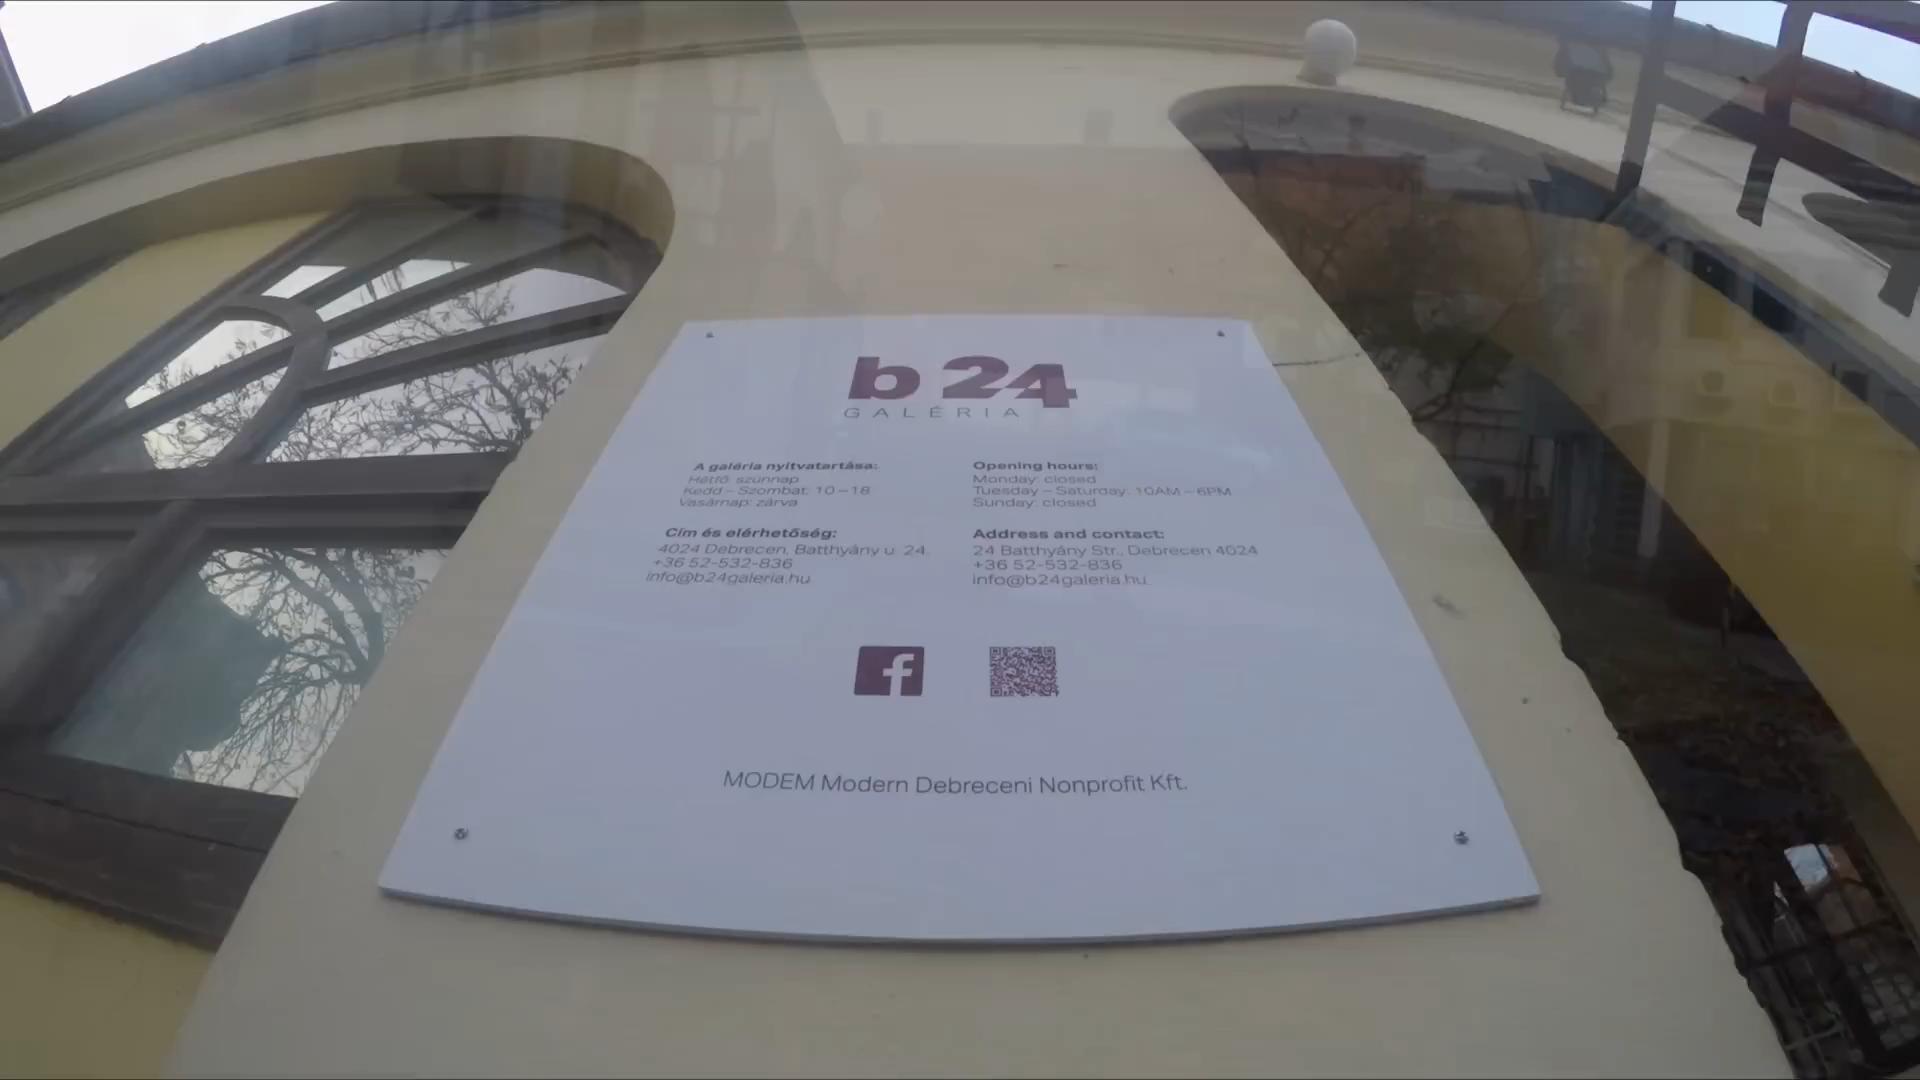 b24
GALÉRIA
A galéria nyitvatartása:
Hétfő: szünnap
Kedd – Szombat: 10 – 18
Vasárnap: zárva
Cím és elérhetőség:
4024 Debrecen, Batthyány u. 24.
+36 52-532-836
info@b24galeria.hu
Opening hours:
Monday: closed
Tuesday – Saturday: 10AM – 6PM
Sunday: closed
Address and contact:
24 Batthyány Str., Debrecen 4024
+36 52-532-836
info@b24galeria.hu
f
MODEM Modern Debreceni Nonprofit Kft.